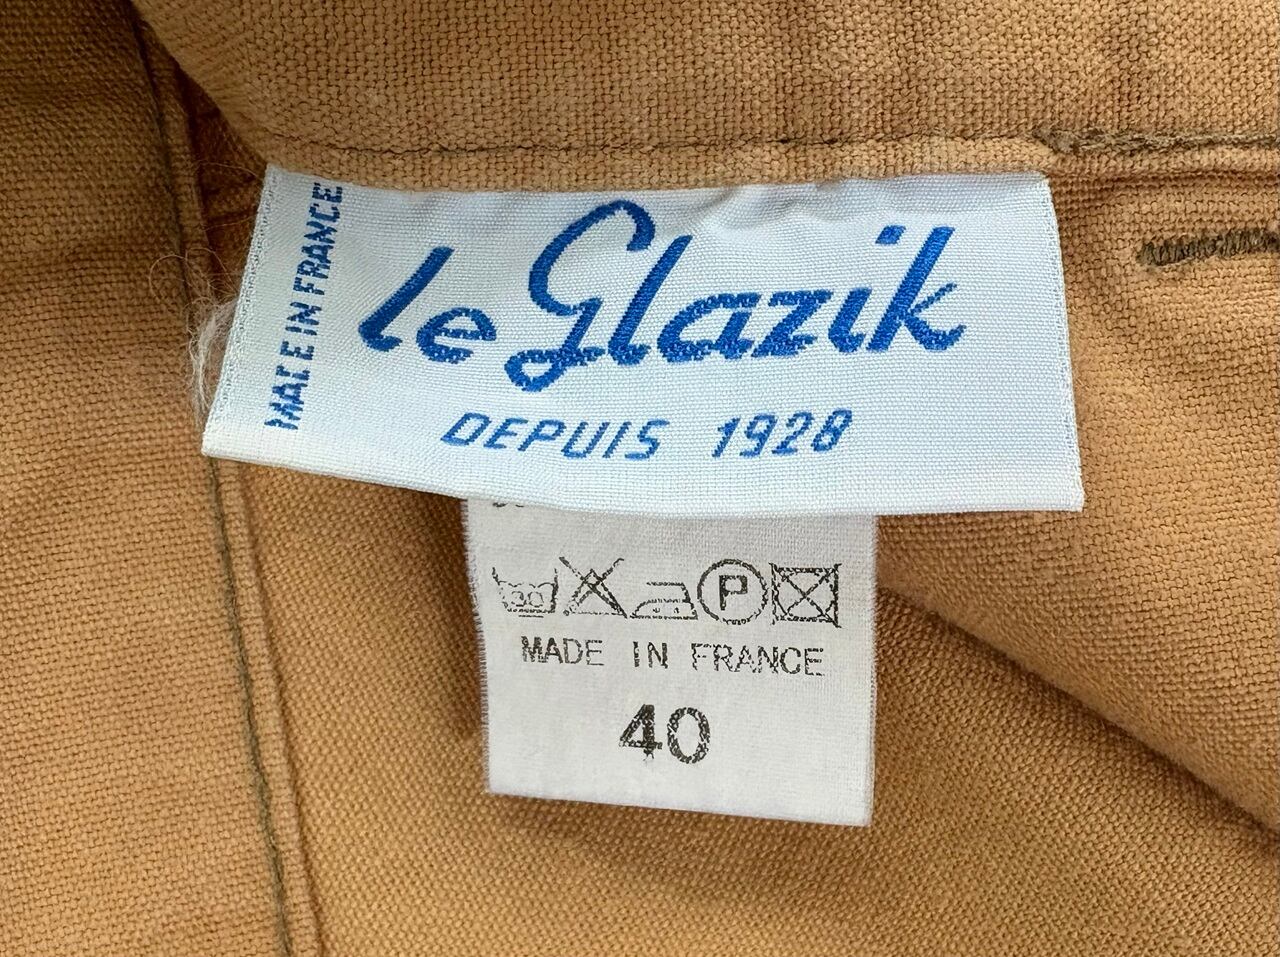 MADE IN FRANCE
le Glazik
DEPUIS 1928
P
MADE IN FRANCE
40